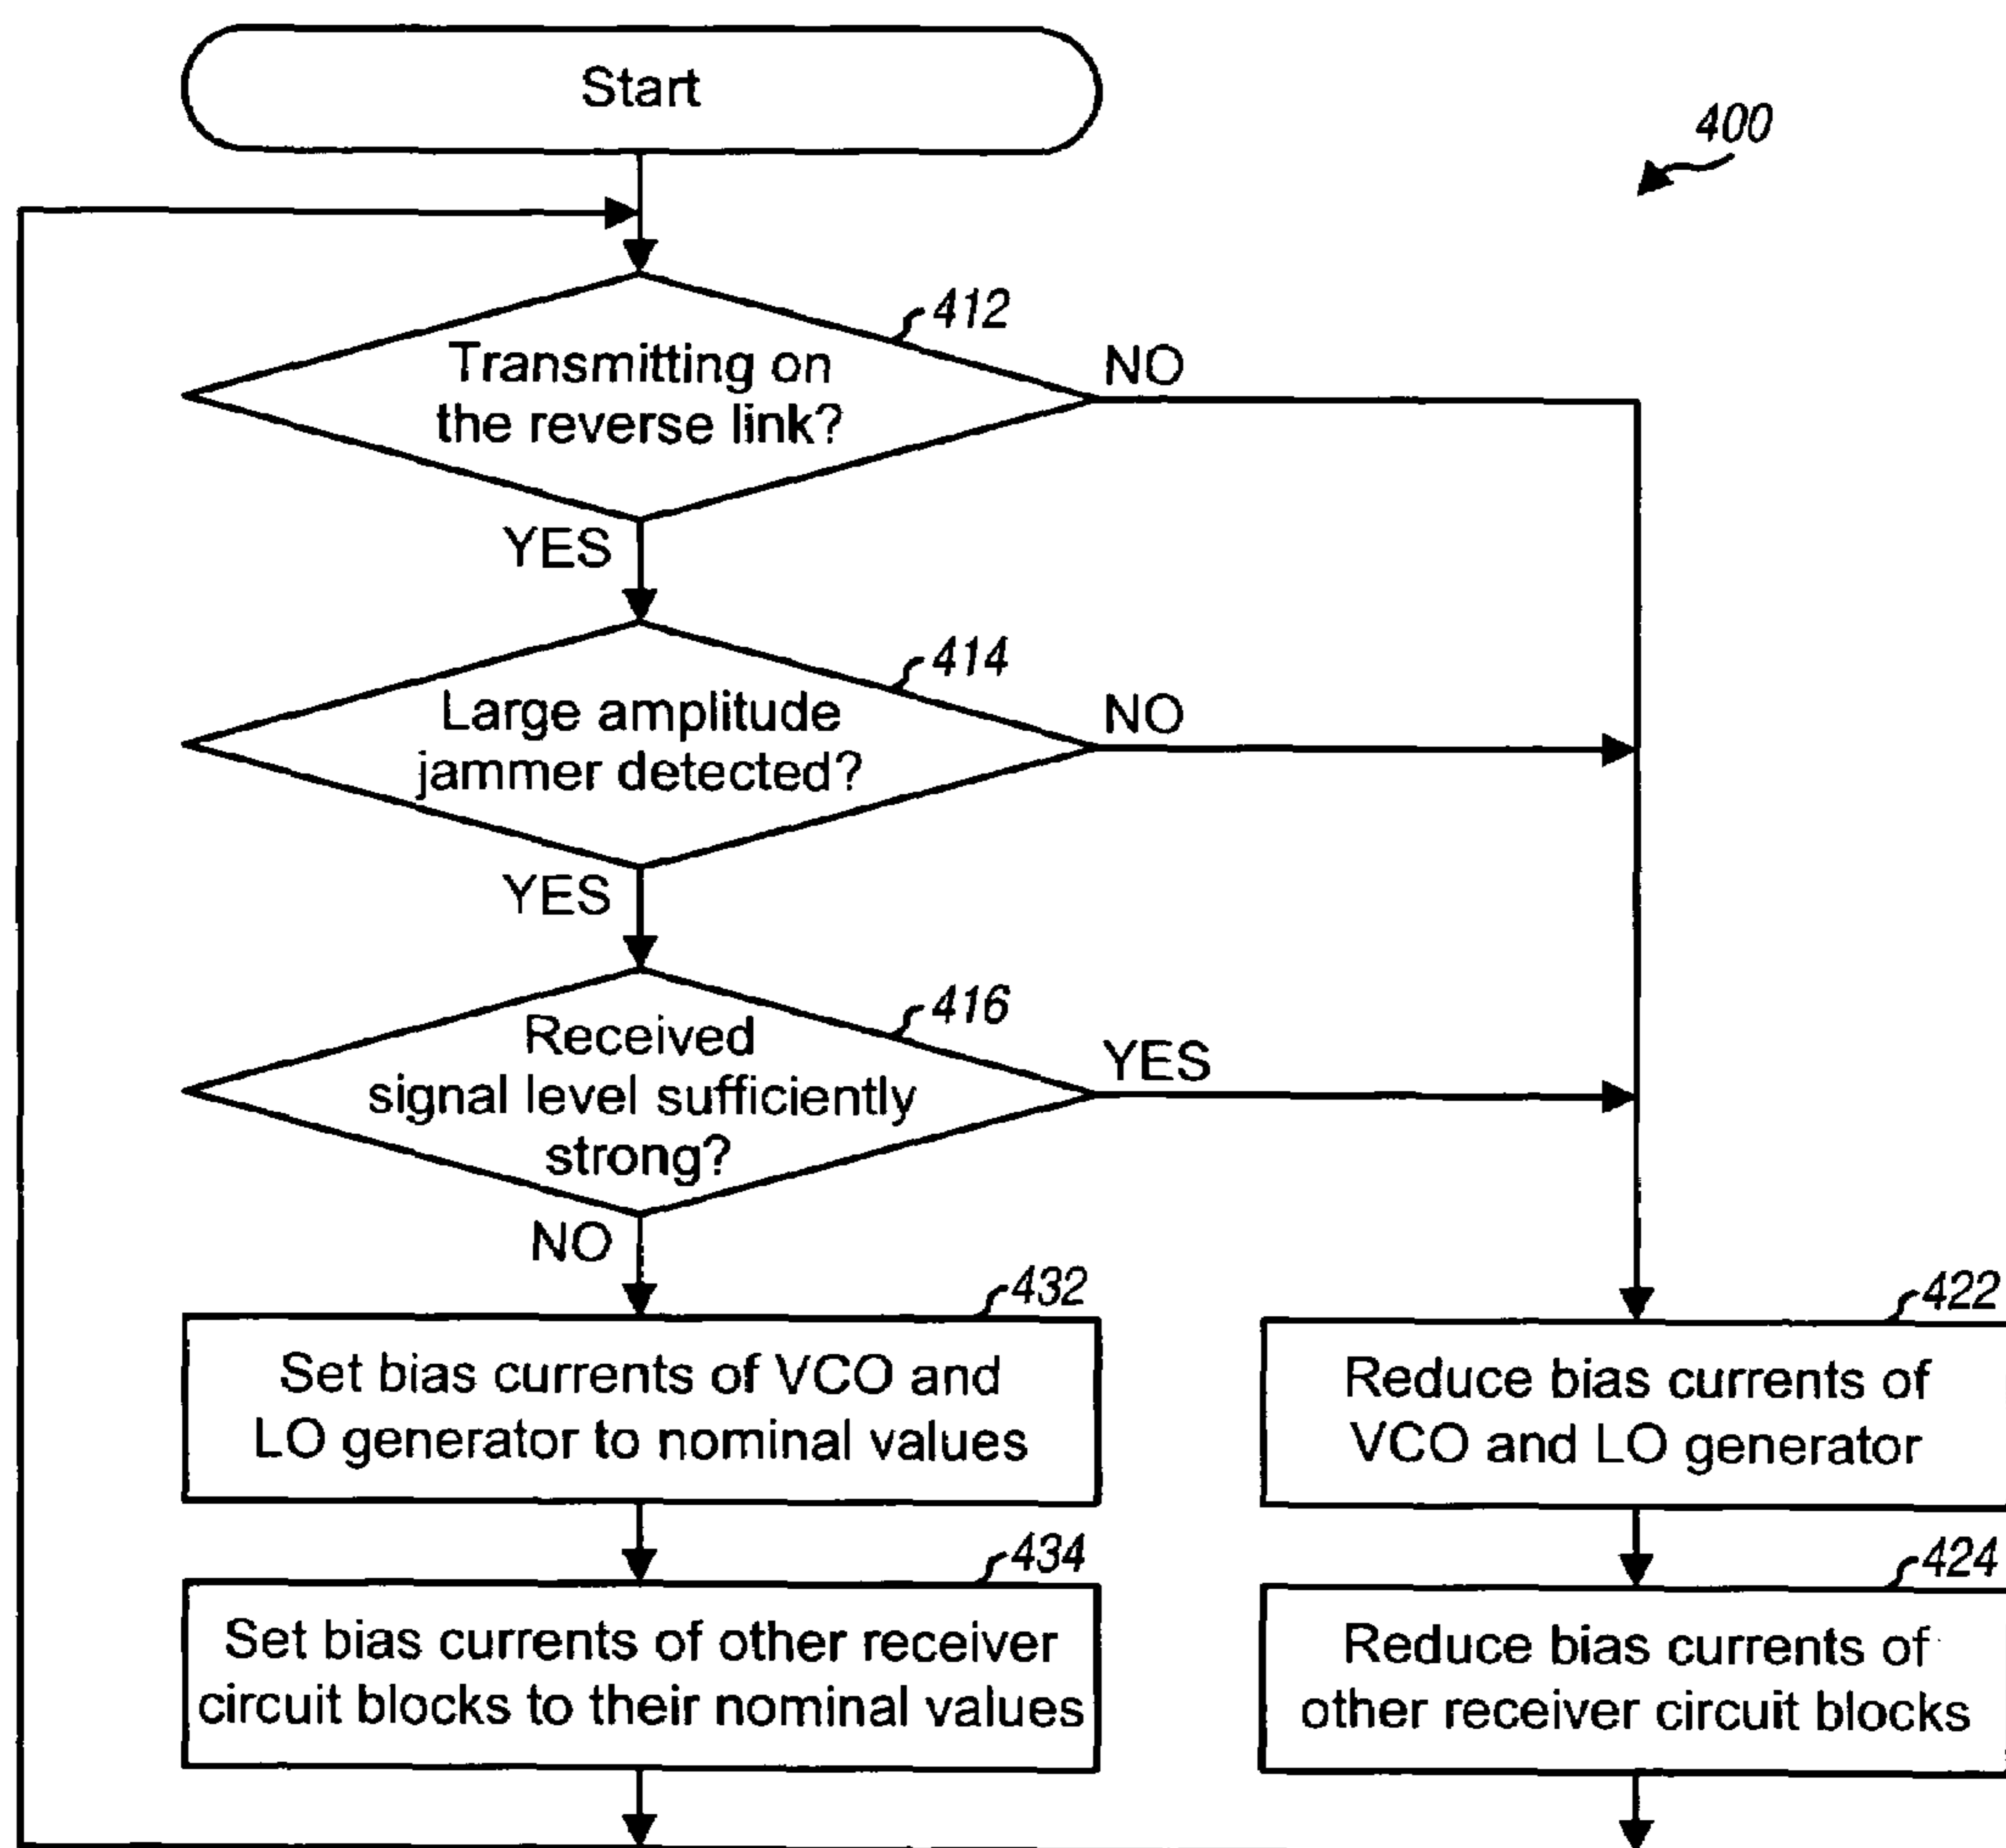 Start
400
412
Transmitting on
the reverse link?
NO
YES
414
Large amplitude
jammer detected?
NO
YES
416
Received
signal level sufficiently
strong?
YES
NO
432
Set bias currents of VCO and
LO generator to nominal values
422
Reduce bias currents of
VCO and LO generator
434
Set bias currents of other receiver
circuit blocks to their nominal values
424
Reduce bias currents of
other receiver circuit blocks